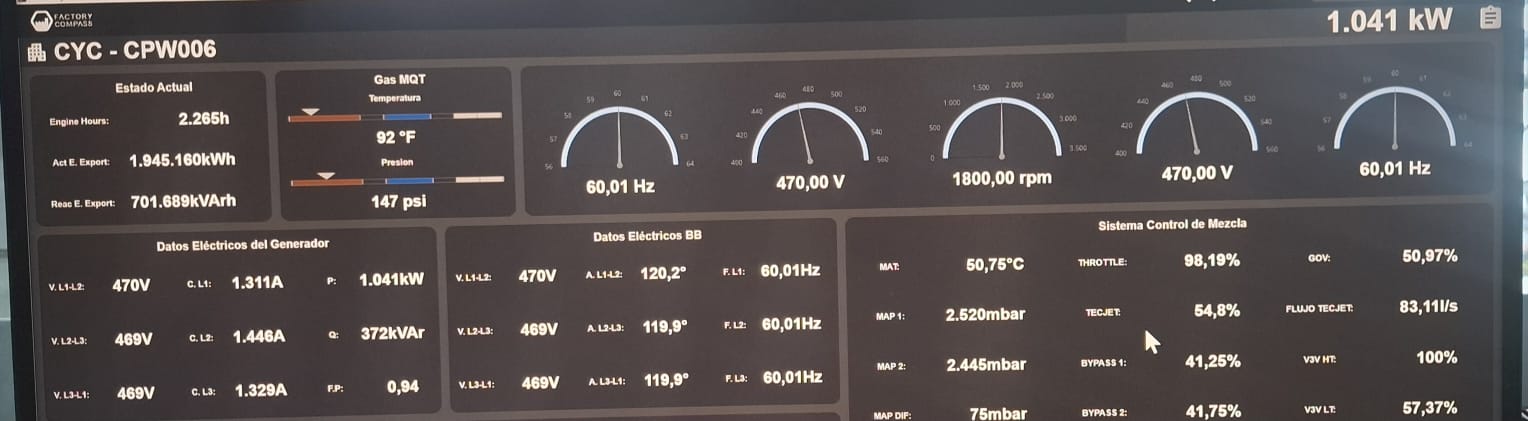 FACTORY
COMPASS
1.041 kW
CYC - CPW006
Estado Actual
Engine Hours: 2.265h
Act E. Export: 1.945.160kWh
Reac E. Export: 701.689kVArh
Gas MQT
Temperatura
92 °F
Presion
147 psi
56 57 58 59 60 61 62 63 64
60,01 Hz
400 420 440 460 480 500 520 540 560
470,00 V
0 500 1.000 1.500 2.000 2.500 3.000 3.500
1800,00 rpm
400 420 440 460 480 500 520 540 560
470,00 V
56 57 58 59 60 61 62 63 64
60,01 Hz
Datos Eléctricos del Generador
V. L1-L2: 470V C. L1: 1.311A P: 1.041kW
V. L2-L3: 469V C. L2: 1.446A Q: 372kVAr
V. L3-L1: 469V C. L3: 1.329A F.P: 0,94
Datos Eléctricos BB
V. L1-L2: 470V A. L1-L2: 120,2° F. L1: 60,01Hz
V. L2-L3: 469V A. L2-L3: 119,9° F. L2: 60,01Hz
V. L3-L1: 469V A. L3-L1: 119,9° F. L3: 60,01Hz
Sistema Control de Mezcla
MAT: 50,75°C THROTTLE: 98,19% GOV: 50,97%
MAP 1: 2.520mbar TECJET: 54,8% FLUJO TECJET: 83,11l/s
MAP 2: 2.445mbar BYPASS 1: 41,25% V3V HT: 100%
MAP DIF: 75mbar BYPASS 2: 41,75% V3V LT: 57,37%